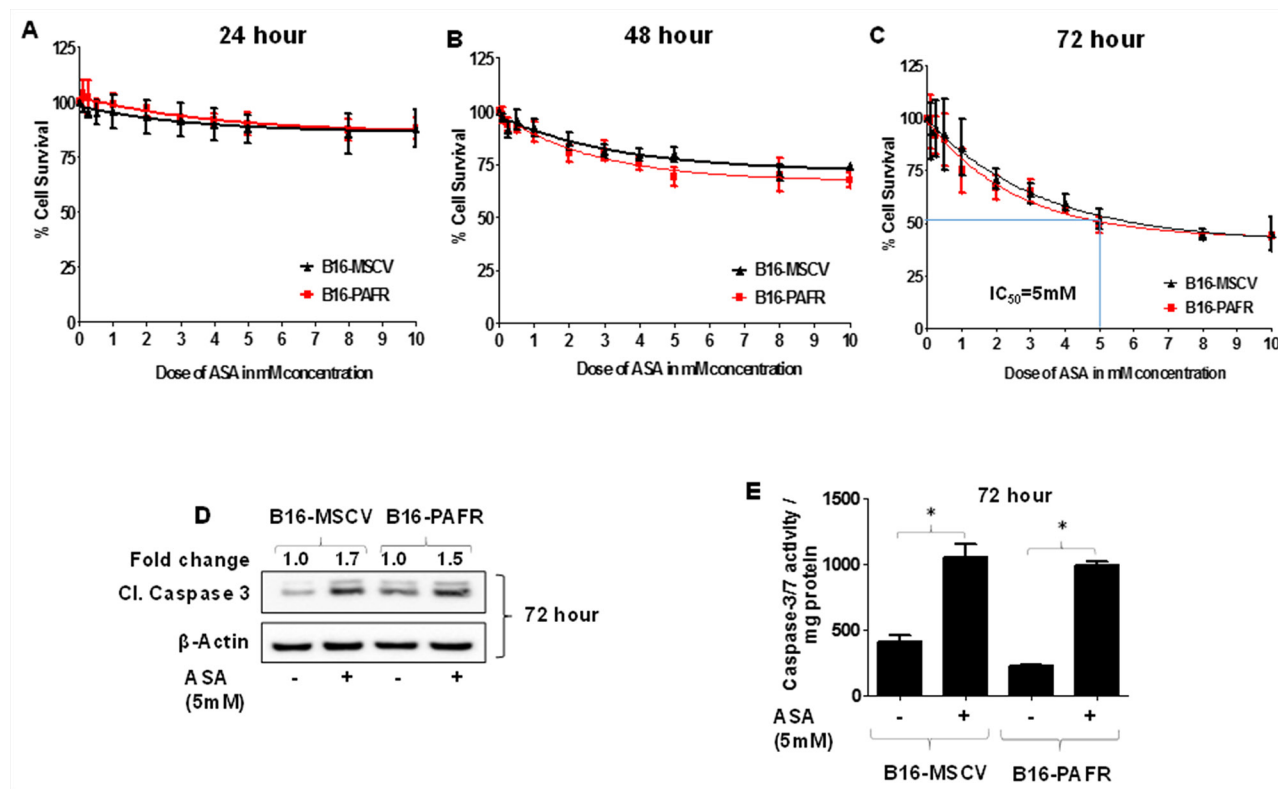 A
24 hour
125
100
75
50
25
0
% Cell Survival
B16-MSCV
B16-PAFR
0 1 2 3 4 5 6 7 8 9 10
Dose of ASA in mM concentration
B
48 hour
125
100
75
50
25
0
% Cell Survival
B16-MSCV
B16-PAFR
0 1 2 3 4 5 6 7 8 9 10
Dose of ASA in mM concentration
C
72 hour
125
100
75
50
25
0
% Cell Survival
IC50=5mM
B16-MSCV
B16-PAFR
0 1 2 3 4 5 6 7 8 9 10
Dose of ASA in mM concentration
D
B16-MSCV B16-PAFR
Fold change 1.0 1.7 1.0 1.5
Cl. Caspase 3
β-Actin
72 hour
ASA - + - +
(5mM)
E
72 hour
Caspase-3/7 activity /
mg protein
1500
1000
500
0
* *
ASA - + - +
(5mM)
B16-MSCV B16-PAFR